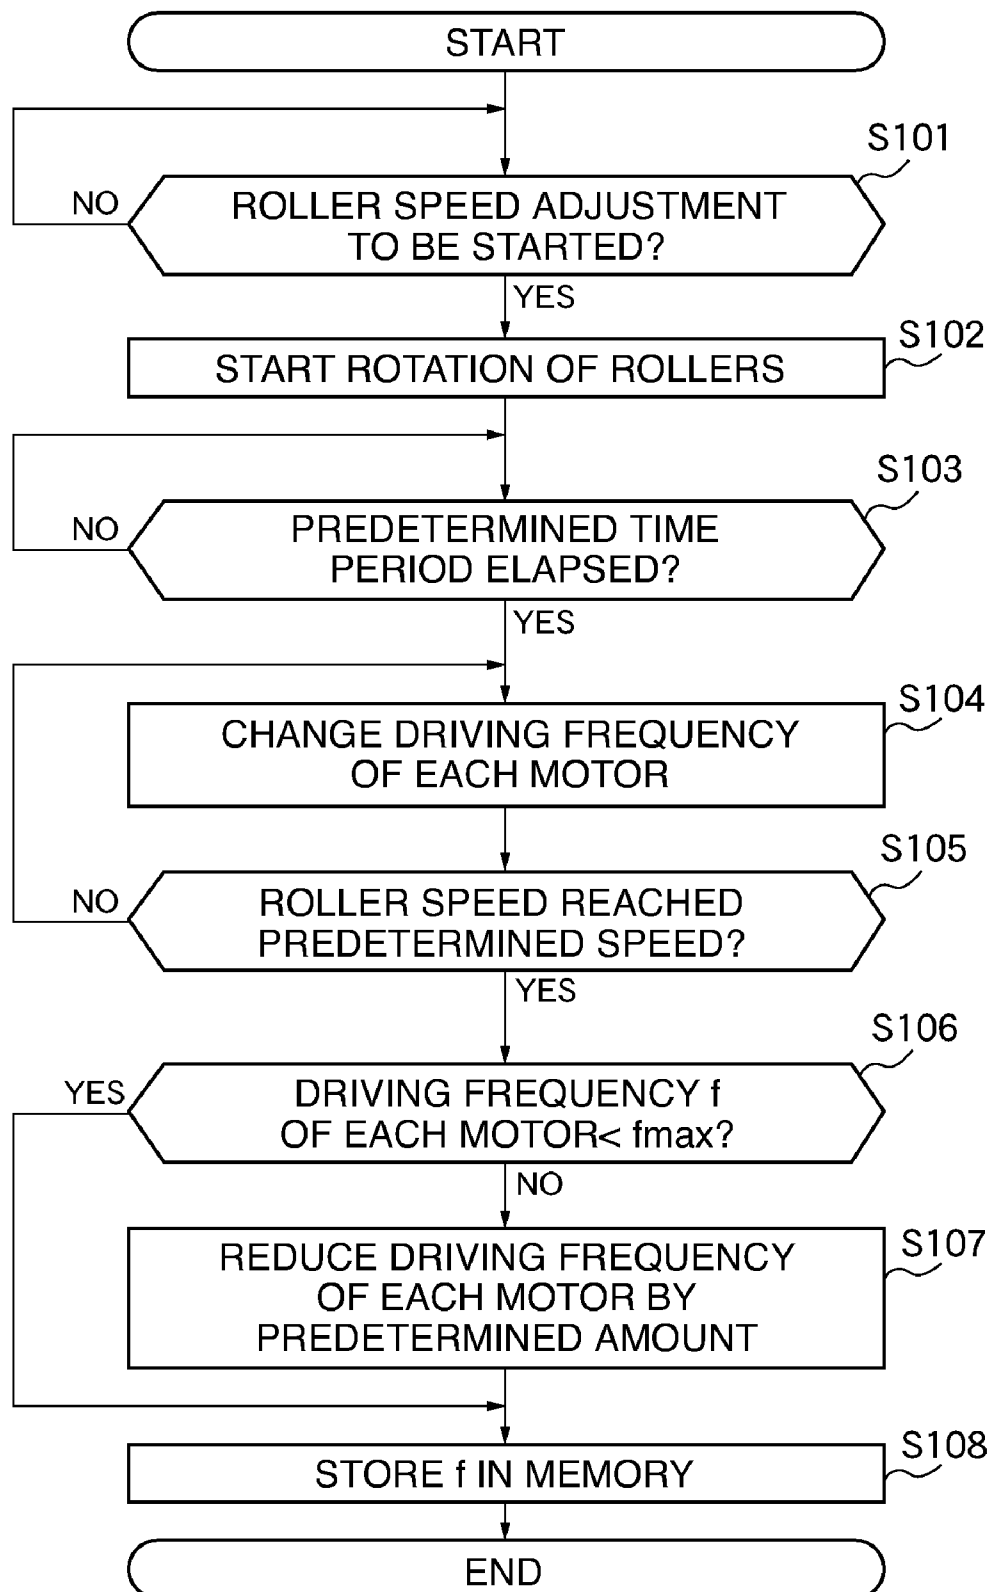 START
S101
NO
ROLLER SPEED ADJUSTMENT
TO BE STARTED?
YES
S102
START ROTATION OF ROLLERS
S103
NO
PREDETERMINED TIME
PERIOD ELAPSED?
YES
S104
CHANGE DRIVING FREQUENCY
OF EACH MOTOR
S105
NO
ROLLER SPEED REACHED
PREDETERMINED SPEED?
YES
S106
YES
DRIVING FREQUENCY f
OF EACH MOTOR< fmax?
NO
S107
REDUCE DRIVING FREQUENCY
OF EACH MOTOR BY
PREDETERMINED AMOUNT
S108
STORE f IN MEMORY
END